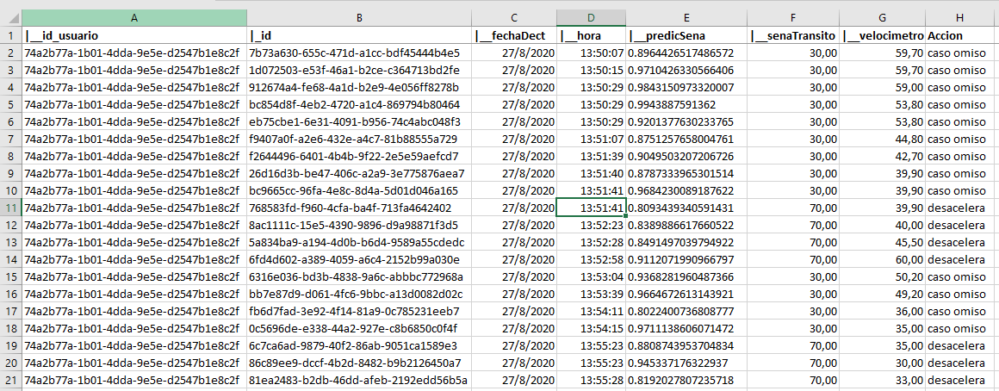 A B C D E F G H
1 |__id_usuario |_id |__fechaDect |__hora |__predicSena |__senaTransito |__velocimetro Accion
2 74a2b77a-1b01-4dda-9e5e-d2547b1e8c2f 7b73a630-655c-471d-a1cc-bdf45444b4e5 27/8/2020 13:50:07 0.8964426517486572 30,00 59,70 caso omiso
3 74a2b77a-1b01-4dda-9e5e-d2547b1e8c2f 1d072503-e53f-46a1-b2ce-c364713bd2fe 27/8/2020 13:50:15 0.9710426330566406 30,00 59,70 caso omiso
4 74a2b77a-1b01-4dda-9e5e-d2547b1e8c2f 912674a4-fe68-4a1d-b2e9-4e056ff8278b 27/8/2020 13:50:29 0.9843150973320007 30,00 59,00 caso omiso
5 74a2b77a-1b01-4dda-9e5e-d2547b1e8c2f bc854d8f-4eb2-4720-a1c4-869794b80464 27/8/2020 13:50:29 0.9943887591362 30,00 53,80 caso omiso
6 74a2b77a-1b01-4dda-9e5e-d2547b1e8c2f eb75cbe1-6e31-4091-b956-74c4abc048f3 27/8/2020 13:50:29 0.9201377630233765 30,00 53,80 caso omiso
7 74a2b77a-1b01-4dda-9e5e-d2547b1e8c2f f9407a0f-a2e6-432e-a4c7-81b88555a729 27/8/2020 13:51:07 0.8751257658004761 30,00 44,80 caso omiso
8 74a2b77a-1b01-4dda-9e5e-d2547b1e8c2f f2644496-6401-4b4b-9f22-2e5e59aefcd7 27/8/2020 13:51:39 0.9049503207206726 30,00 42,70 caso omiso
9 74a2b77a-1b01-4dda-9e5e-d2547b1e8c2f 26d16d3b-be47-406c-a2a9-3e775876aea7 27/8/2020 13:51:40 0.8787333965301514 30,00 39,90 caso omiso
10 74a2b77a-1b01-4dda-9e5e-d2547b1e8c2f bc9665cc-96fa-4e8c-8d4a-5d01d046a165 27/8/2020 13:51:41 0.9684230089187622 30,00 39,90 caso omiso
11 74a2b77a-1b01-4dda-9e5e-d2547b1e8c2f 768583fd-f960-4cfa-ba4f-713fa4642402 27/8/2020 13:51:41 0.8093439340591431 70,00 39,90 desacelera
12 74a2b77a-1b01-4dda-9e5e-d2547b1e8c2f 8ac1111c-15e5-4390-9896-d9a98871f3d5 27/8/2020 13:52:23 0.8389886617660522 70,00 40,00 desacelera
13 74a2b77a-1b01-4dda-9e5e-d2547b1e8c2f 5a834ba9-a194-4d0b-b6d4-9589a55cdedc 27/8/2020 13:52:28 0.8491497039794922 70,00 45,50 desacelera
14 74a2b77a-1b01-4dda-9e5e-d2547b1e8c2f 6fd4d602-a389-4059-a6c4-2152b99a030e 27/8/2020 13:52:58 0.9112071990966797 70,00 60,00 desacelera
15 74a2b77a-1b01-4dda-9e5e-d2547b1e8c2f 6316e036-bd3b-4838-9a6c-abbbc772968a 27/8/2020 13:53:04 0.9368281960487366 30,00 50,20 caso omiso
16 74a2b77a-1b01-4dda-9e5e-d2547b1e8c2f bb7e87d9-d061-4fc6-9bbc-a13d0082d02c 27/8/2020 13:53:39 0.9664672613143921 30,00 49,20 caso omiso
17 74a2b77a-1b01-4dda-9e5e-d2547b1e8c2f fb6d7fad-3e92-4f14-81a9-0c785231eeb7 27/8/2020 13:54:11 0.8022400736808777 30,00 36,00 caso omiso
18 74a2b77a-1b01-4dda-9e5e-d2547b1e8c2f 0c5696de-e338-44a2-927e-c8b6850c0f4f 27/8/2020 13:54:15 0.9711138606071472 30,00 35,00 caso omiso
19 74a2b77a-1b01-4dda-9e5e-d2547b1e8c2f 6c7ca6ad-9879-40f2-86ab-9051ca1589e3 27/8/2020 13:55:23 0.8808743953704834 70,00 35,00 desacelera
20 74a2b77a-1b01-4dda-9e5e-d2547b1e8c2f 86c89ee9-dccf-4b2d-8482-b9b2126450a7 27/8/2020 13:55:23 0.945337176322937 70,00 30,00 desacelera
21 74a2b77a-1b01-4dda-9e5e-d2547b1e8c2f 81ea2483-b2db-46dd-afeb-2192edd56b5a 27/8/2020 13:55:28 0.8192027807235718 70,00 33,00 desacelera